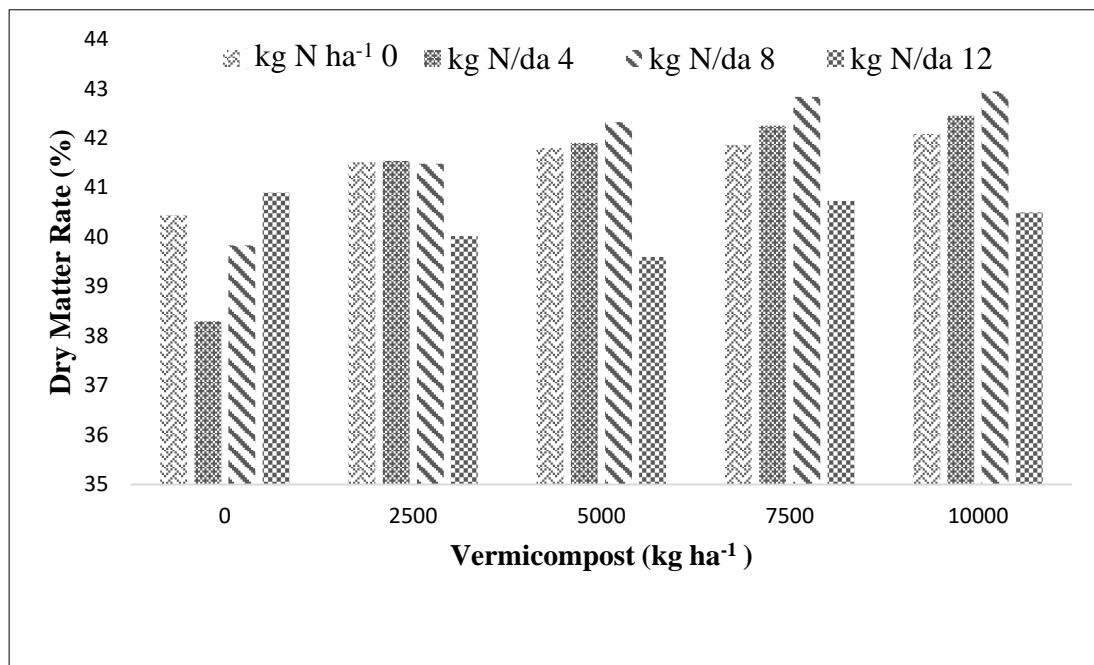 44
43
42
41
40
39
38
37
36
35
Dry Matter Rate (%)
kg N ha⁻¹ 0 kg N/da 4 kg N/da 8 kg N/da 12
0 2500 5000 7500 10000
Vermicompost (kg ha⁻¹ )